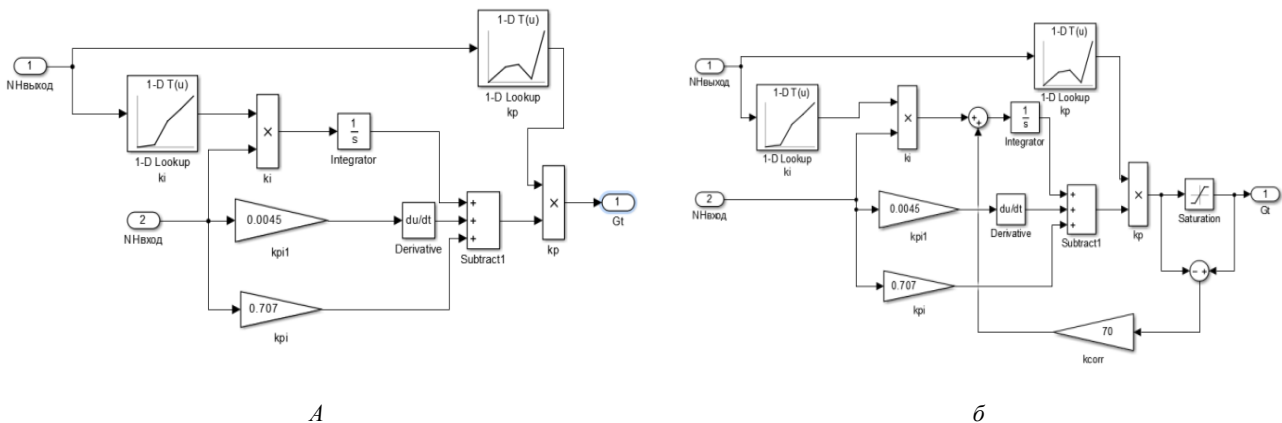 1-D T(u)
1-D Lookup
kp
1
NHвыход
1-D T(u)
1-D Lookup
ki
×
ki
1
s
Integrator
2
NHвход
0.0045
kpi1
du/dt
Derivative
+
+
+
Subtract1
×
kp
1
Gt
0.707
kpi
А
1-D T(u)
1-D Lookup
kp
1
NHвыход
1-D T(u)
1-D Lookup
ki
×
ki
+
+
1
s
Integrator
2
NHвход
0.0045
kpi1
du/dt
Derivative
+
+
+
Subtract1
×
kp
Saturation
1
Gt
0.707
kpi
- +
70
kcorr
б